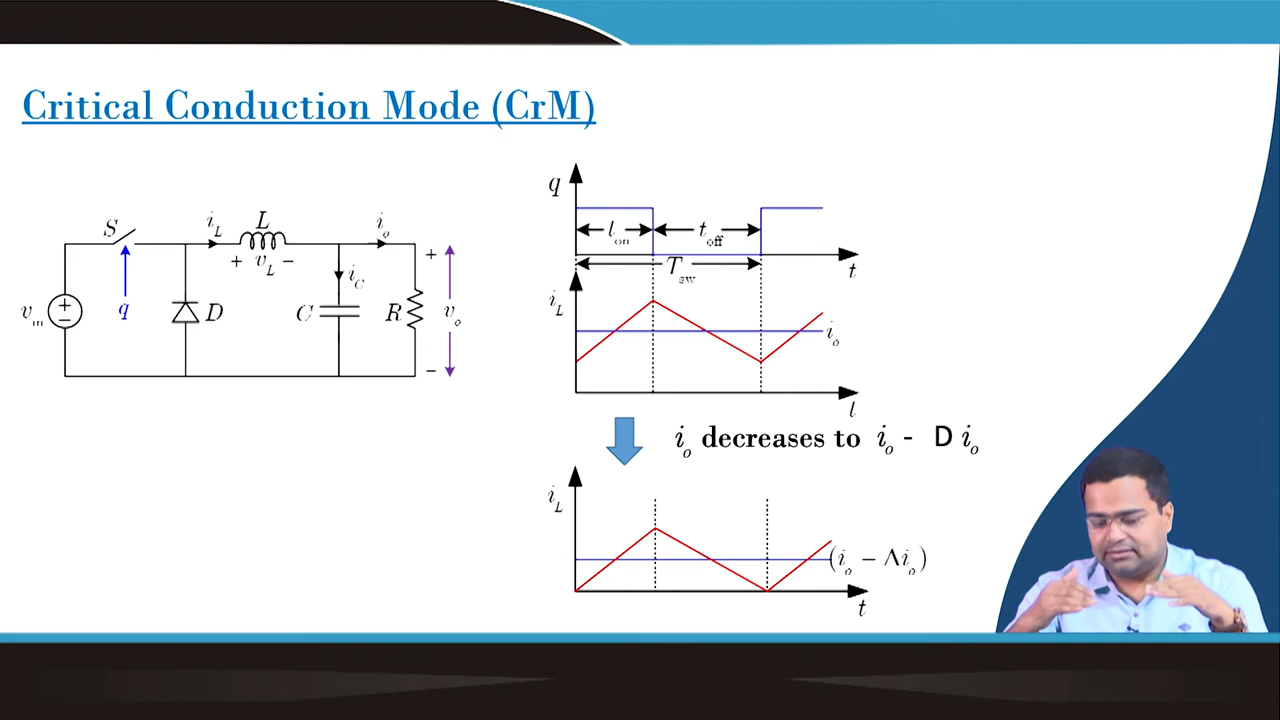 Critical Conduction Mode (CrM)
S
i_L
L
i_o
+ v_L −
i_C
v_in
+
−
q
D
C
R
+
v_o
−
q
l_on
t_off
T_sw
t
i_L
i_o
l
i_o decreases to i_o - D i_o
i_L
(i_o − Λi_o)
t